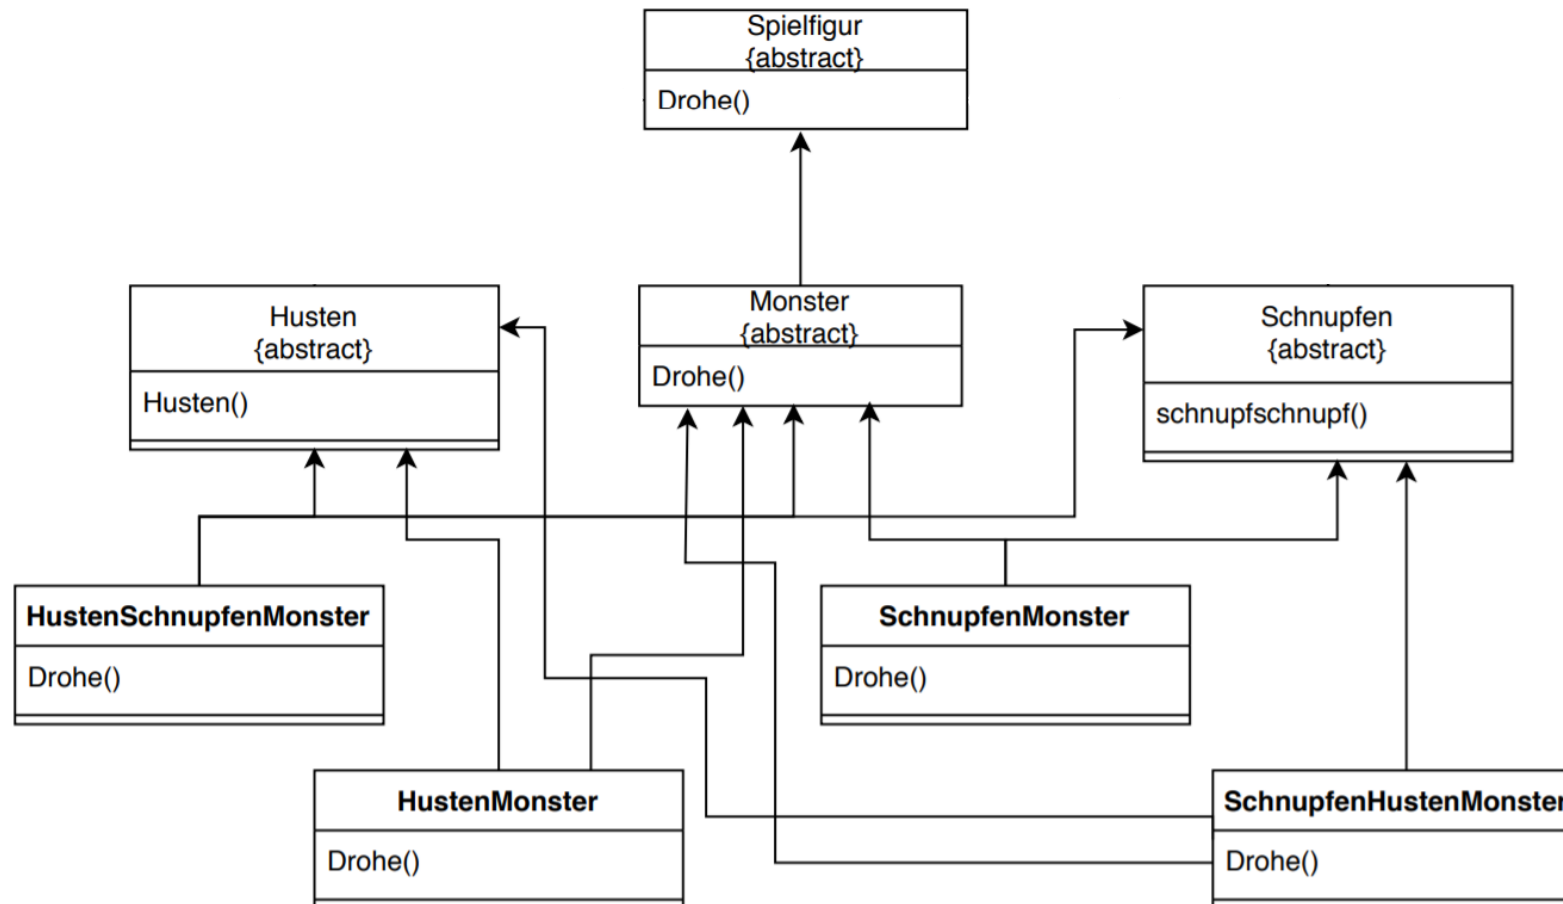 Spielfigur
{abstract}
Drohe()
Husten
{abstract}
Husten()
Monster
{abstract}
Drohe()
Schnupfen
{abstract}
schnupfschnupf()
HustenSchnupfenMonster
Drohe()
SchnupfenMonster
Drohe()
HustenMonster
Drohe()
SchnupfenHustenMonster
Drohe()